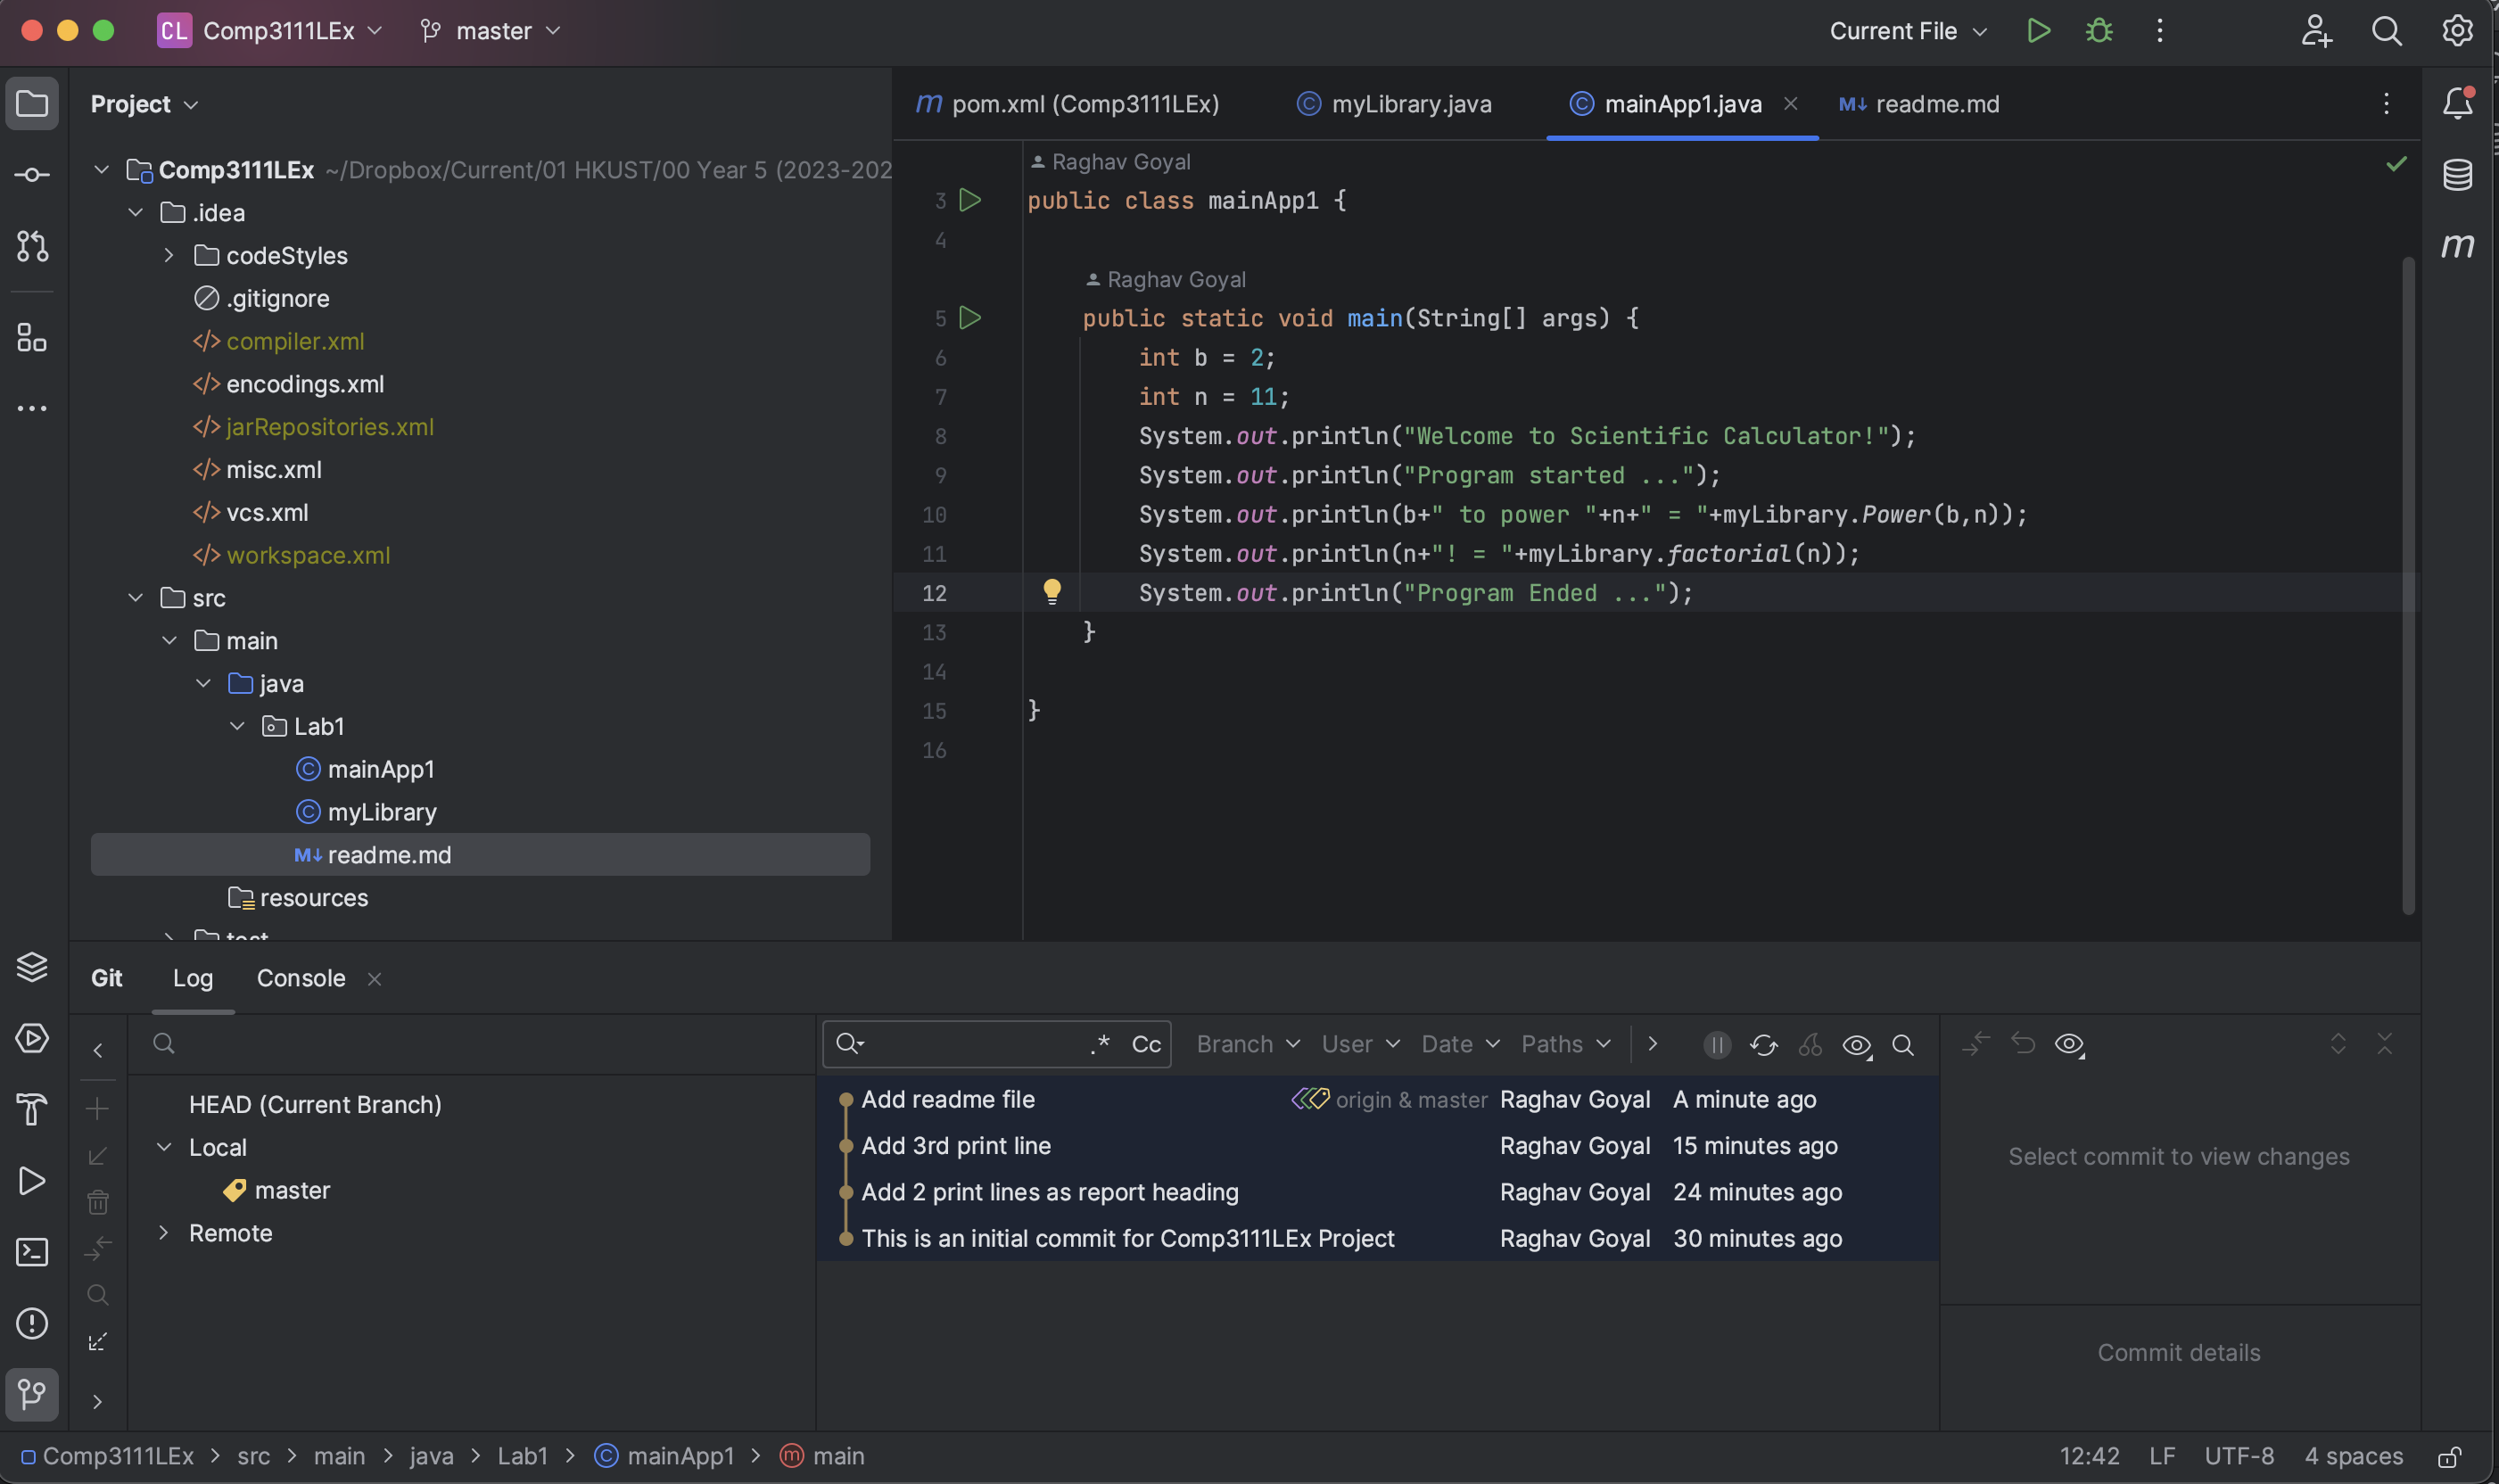 CL Comp3111LEx master Current File
Project
pom.xml (Comp3111LEx) myLibrary.java mainApp1.java readme.md
Comp3111LEx ~/Dropbox/Current/01 HKUST/00 Year 5 (2023-202
.idea
codeStyles
.gitignore
compiler.xml
encodings.xml
jarRepositories.xml
misc.xml
vcs.xml
workspace.xml
src
main
java
Lab1
mainApp1
myLibrary
readme.md
resources
test
Raghav Goyal
3 public class mainApp1 {
4
Raghav Goyal
5 public static void main(String[] args) {
6 int b = 2;
7 int n = 11;
8 System.out.println("Welcome to Scientific Calculator!");
9 System.out.println("Program started ...");
10 System.out.println(b+" to power "+n+" = "+myLibrary.Power(b,n));
11 System.out.println(n+"! = "+myLibrary.factorial(n));
12 System.out.println("Program Ended ...");
13 }
14
15 }
16
Git Log Console
.* Cc Branch User Date Paths
HEAD (Current Branch)
Local
master
Remote
Add readme file origin & master Raghav Goyal A minute ago
Add 3rd print line Raghav Goyal 15 minutes ago
Add 2 print lines as report heading Raghav Goyal 24 minutes ago
This is an initial commit for Comp3111LEx Project Raghav Goyal 30 minutes ago
Select commit to view changes
Commit details
Comp3111LEx > src > main > java > Lab1 > mainApp1 > main 12:42 LF UTF-8 4 spaces